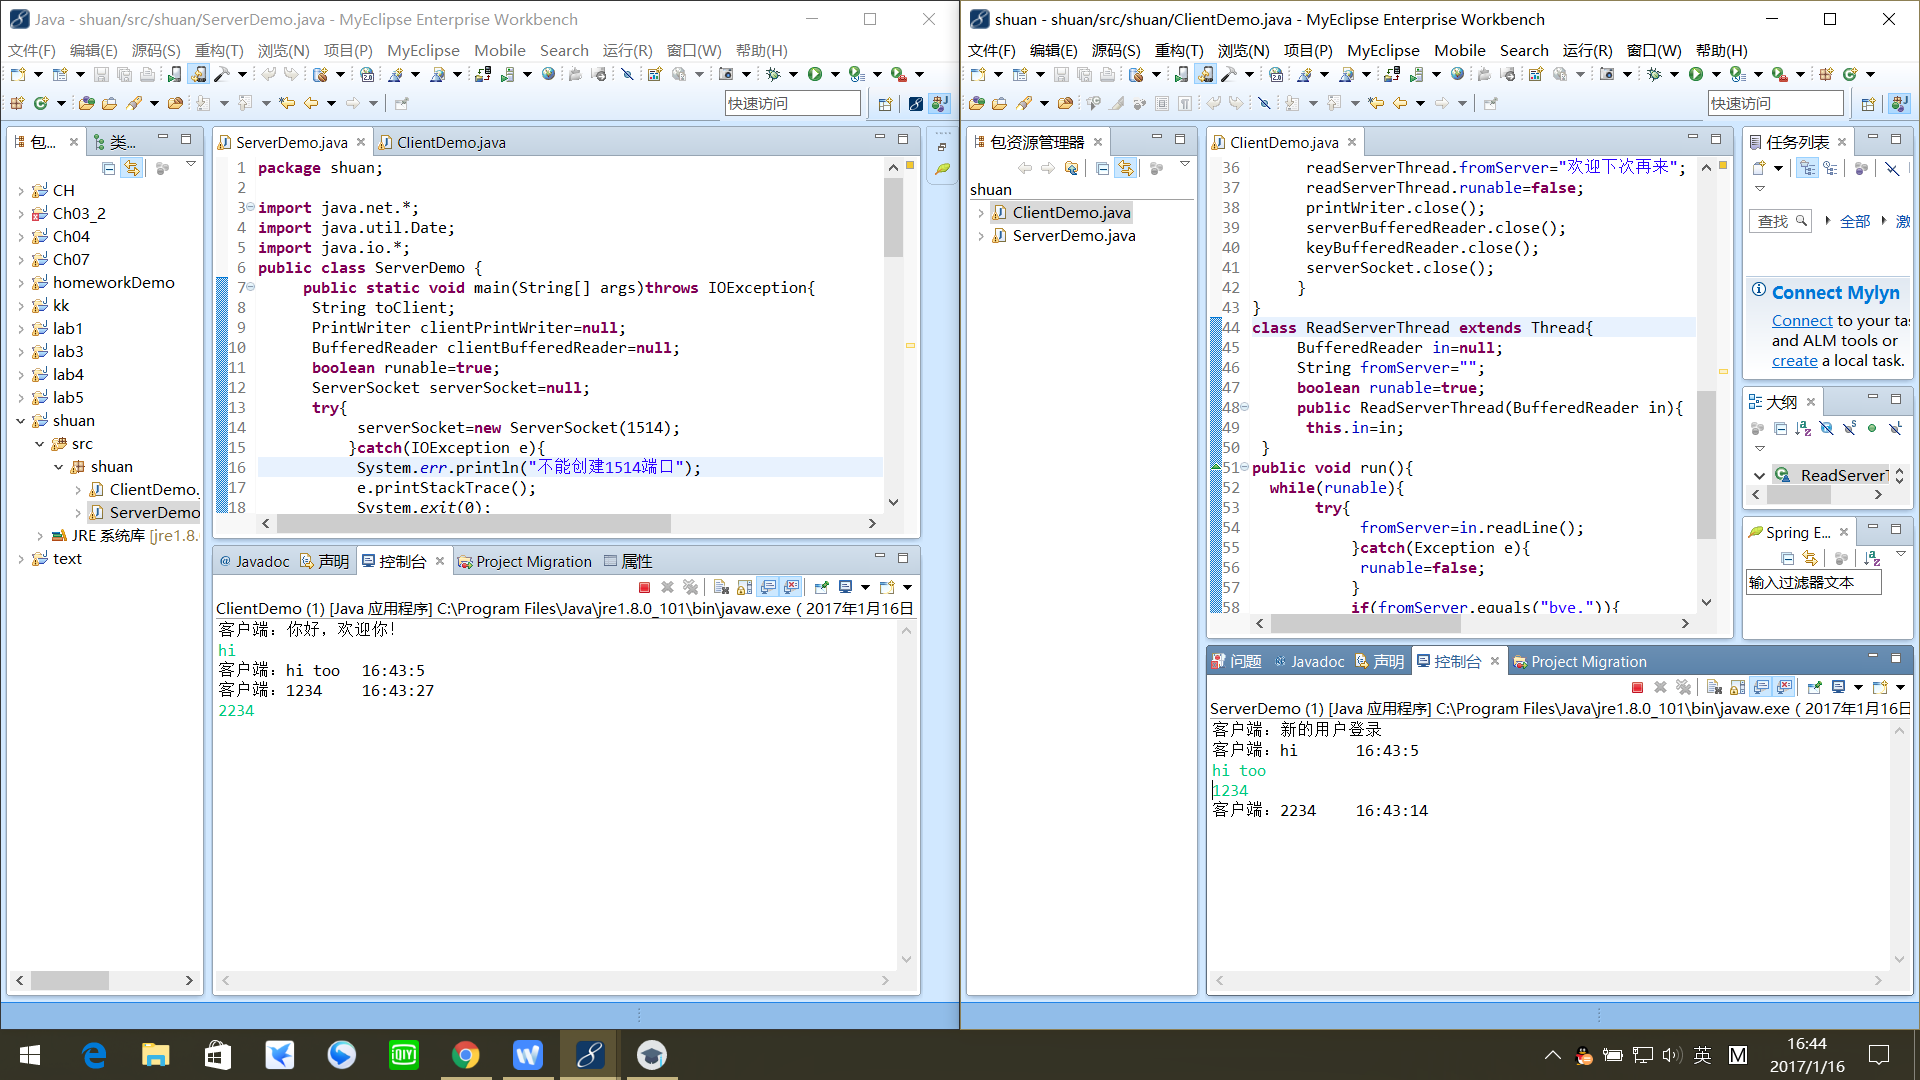 Java - shuan/src/shuan/ServerDemo.java - MyEclipse Enterprise Workbench
文件(F) 编辑(E) 源码(S) 重构(T) 浏览(N) 项目(P) MyEclipse Mobile Search 运行(R) 窗口(W) 帮助(H)
快速访问
包...
类...
CH
Ch03_2
Ch04
Ch07
homeworkDemo
kk
lab1
lab3
lab4
lab5
shuan
src
shuan
ClientDemo.
ServerDemo
JRE 系统库 [jre1.8.
text
ServerDemo.java
ClientDemo.java
1 package shuan;
2
3 import java.net.*;
4 import java.util.Date;
5 import java.io.*;
6 public class ServerDemo {
7 public static void main(String[] args)throws IOException{
8 String toClient;
9 PrintWriter clientPrintWriter=null;
10 BufferedReader clientBufferedReader=null;
11 boolean runable=true;
12 ServerSocket serverSocket=null;
13 try{
14 serverSocket=new ServerSocket(1514);
15 }catch(IOException e){
16 System.err.println("不能创建1514端口");
17 e.printStackTrace();
18 System.exit(0);
Javadoc 声明 控制台 Project Migration 属性
ClientDemo (1) [Java 应用程序] C:\Program Files\Java\jre1.8.0_101\bin\javaw.exe ( 2017年1月16日
客户端: 你好, 欢迎你!
hi
客户端: hi too 16:43:5
客户端: 1234 16:43:27
2234
shuan - shuan/src/shuan/ClientDemo.java - MyEclipse Enterprise Workbench
文件(F) 编辑(E) 源码(S) 重构(T) 浏览(N) 项目(P) MyEclipse Mobile Search 运行(R) 窗口(W) 帮助(H)
快速访问
包资源管理器
shuan
ClientDemo.java
ServerDemo.java
ClientDemo.java
36 readServerThread.fromServer="欢迎下次再来";
37 readServerThread.runable=false;
38 printWriter.close();
39 serverBufferedReader.close();
40 keyBufferedReader.close();
41 serverSocket.close();
42 }
43 }
44 class ReadServerThread extends Thread{
45 BufferedReader in=null;
46 String fromServer="";
47 boolean runable=true;
48 public ReadServerThread(BufferedReader in){
49 this.in=in;
50 }
51 public void run(){
52 while(runable){
53 try{
54 fromServer=in.readLine();
55 }catch(Exception e){
56 runable=false;
57 }
58 if(fromServer.equals("bye.")){
任务列表
查找 全部 激
Connect Mylyn
Connect to your ta
and ALM tools or
create a local task.
大纲
ReadServerT
Spring E...
输入过滤器文本
问题 Javadoc 声明 控制台 Project Migration
ServerDemo (1) [Java 应用程序] C:\Program Files\Java\jre1.8.0_101\bin\javaw.exe ( 2017年1月16日
客户端: 新的用户登录
客户端: hi 16:43:5
hi too
1234
客户端: 2234 16:43:14
QIYI
W
英 M
16:44
2017/1/16